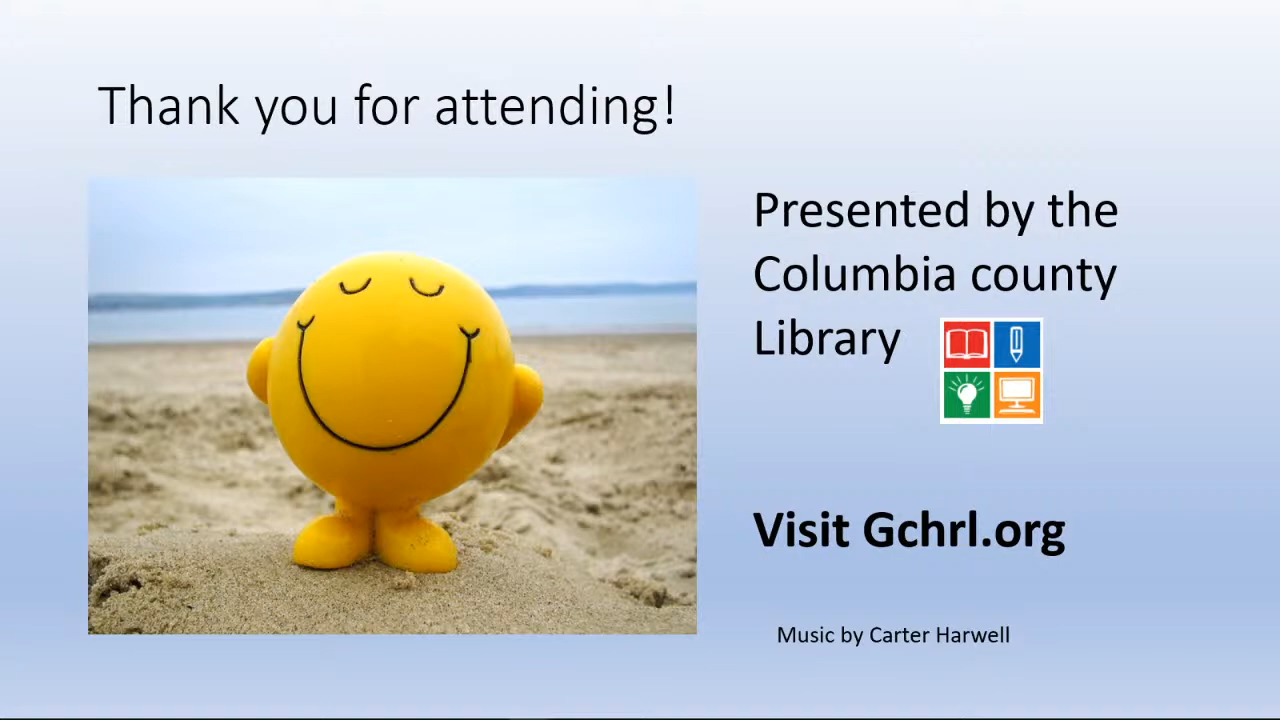 Thank you for attending!
Presented by the
Columbia county
Library
Visit Gchrl.org
Music by Carter Harwell